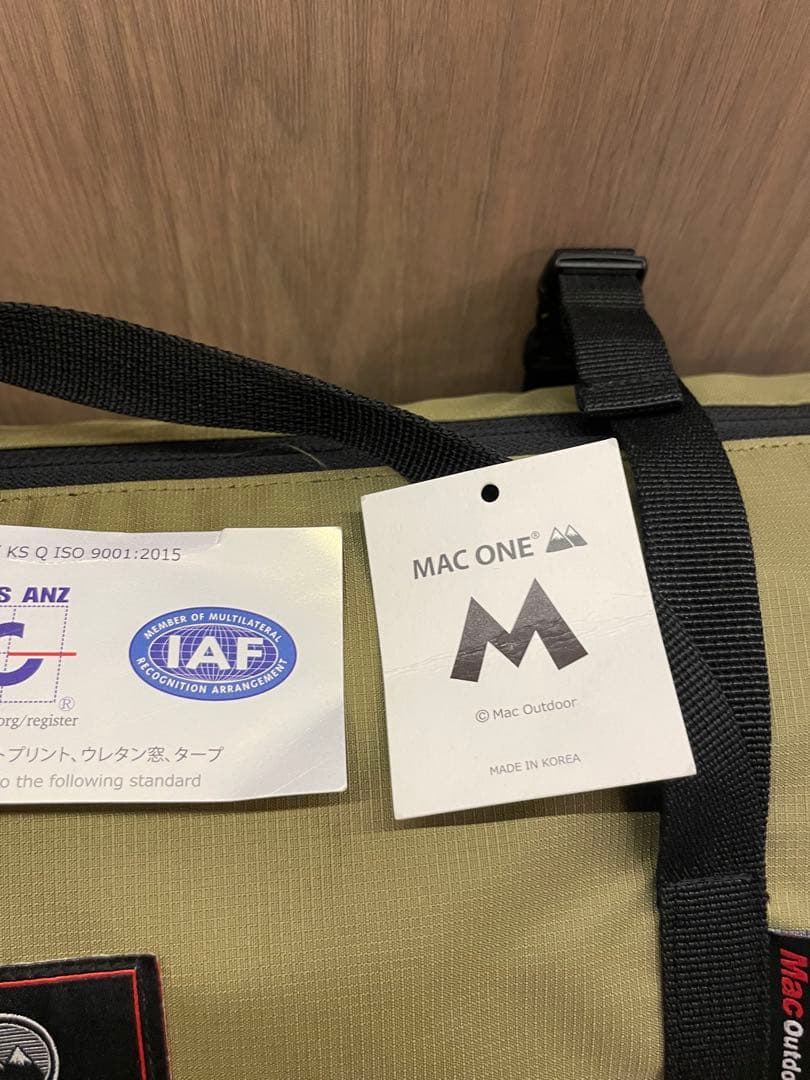 KS Q ISO 9001:2015
S ANZ
MEMBER OF MULTILATERAL
IAF
RECOGNITION ARRANGEMENT
®
org/register
トプリント、ウレタン窓、タープ
o the following standard
MAC ONE®
M
© Mac Outdoor
MADE IN KOREA
Mac Outdo